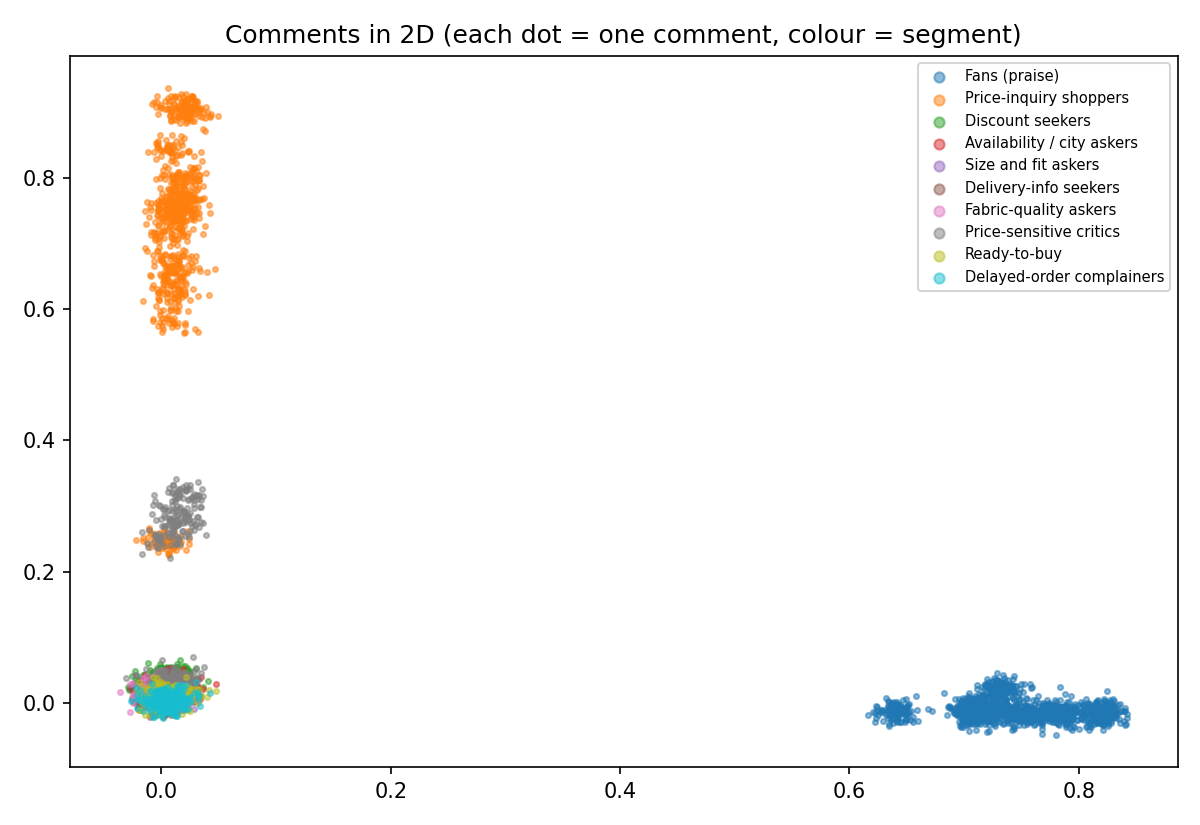 Comments in 2D (each dot = one comment, colour = segment)
Fans (praise)
Price-inquiry shoppers
Discount seekers
Availability / city askers
Size and fit askers
Delivery-info seekers
Fabric-quality askers
Price-sensitive critics
Ready-to-buy
Delayed-order complainers
0.8
0.6
0.4
0.2
0.0
0.0 0.2 0.4 0.6 0.8